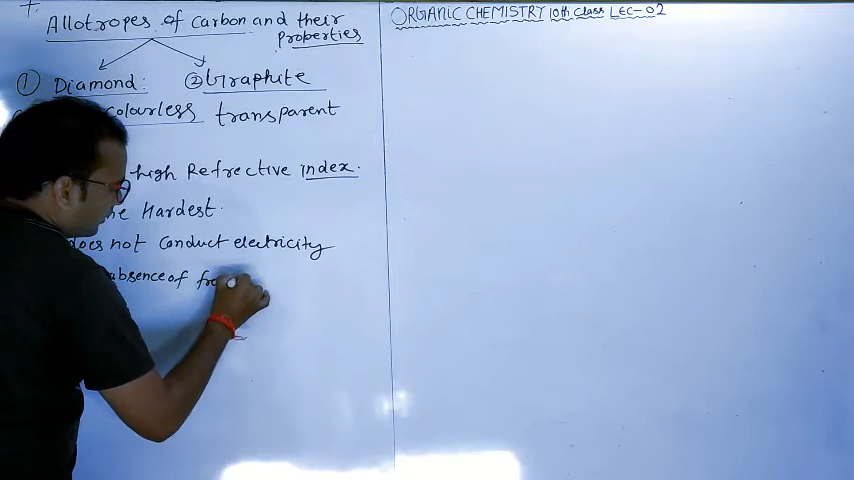 Allotropes of Carbon and their
Properties
① Diamond:
② Graphite
Colourless transparent
high Refrective index.
Hardest.
does not Conduct electricity
absence of
ORGANIC CHEMISTRY 10th Class LEC-02